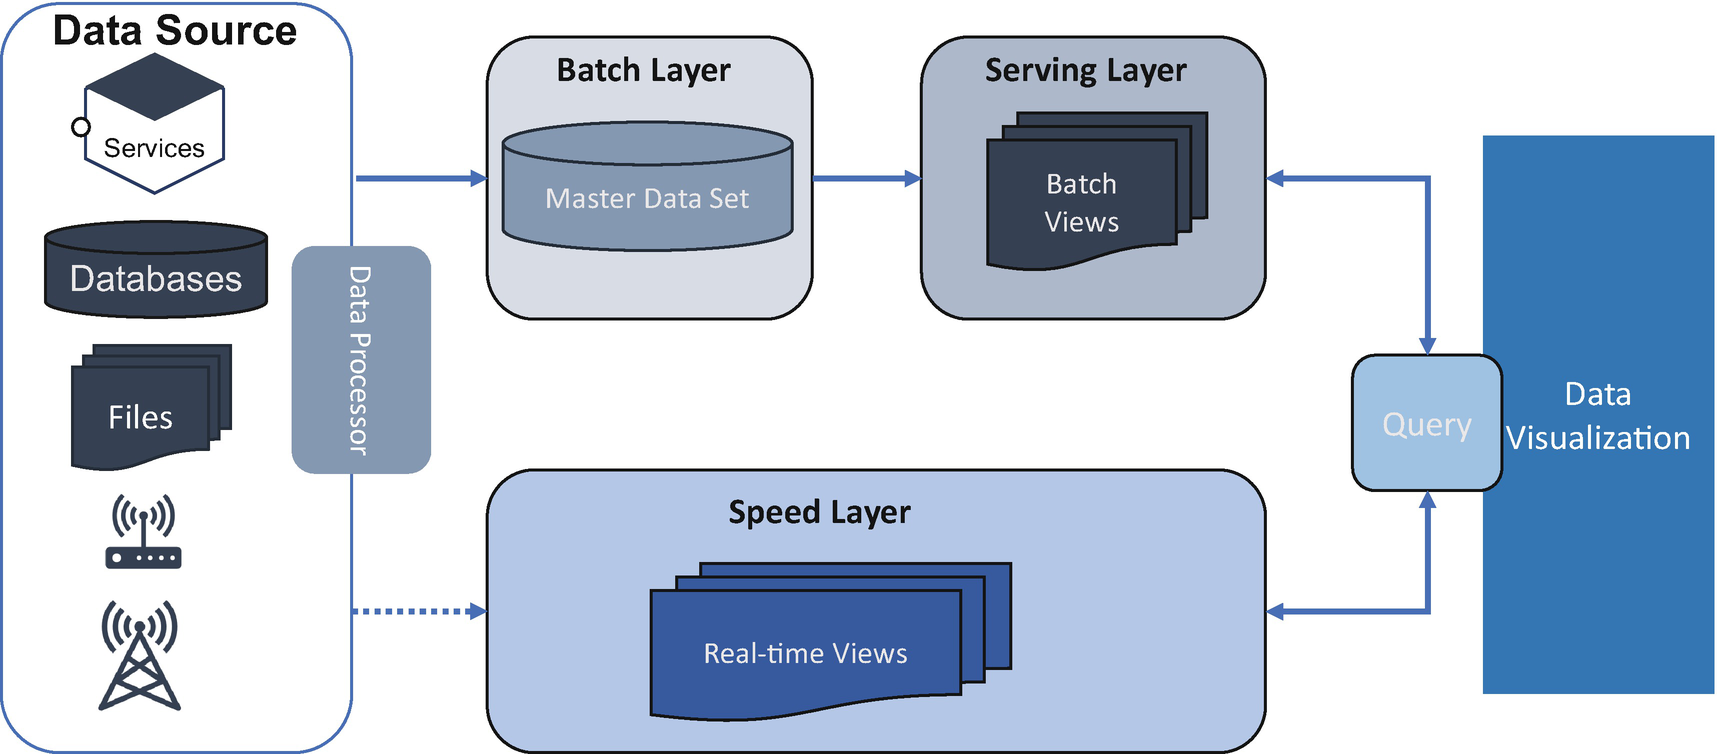 Data Source
Services
Databases
Files
Data Processor
Batch Layer
Master Data Set
Serving Layer
Batch
Views
Speed Layer
Real-time Views
Query
Data
Visualization